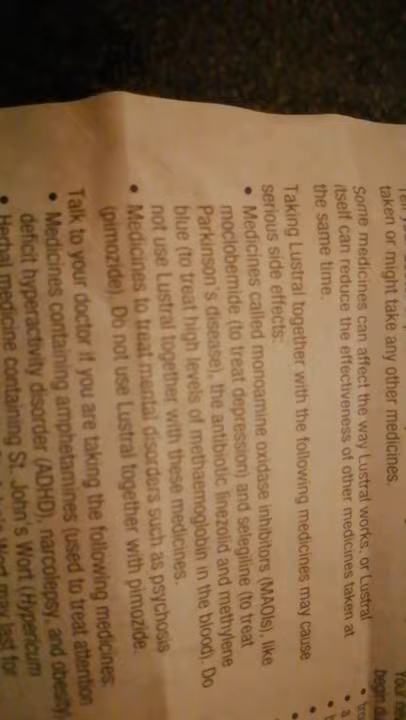 taken or might take any other medicines.
Some medicines can affect the way Lustral works, or Lustral
itself can reduce the effectiveness of other medicines taken at
the same time.
Taking Lustral together with the following medicines may cause
serious side effects:
• Medicines called monoamine oxidase inhibitors (MAOIs), like
moclobemide (to treat depression) and selegiline (to treat
Parkinson's disease), the antibiotic linezolid and methylene
blue (to treat high levels of methaemoglobin in the blood). Do
not use Lustral together with these medicines.
• Medicines to treat mental disorders such as psychosis
(pimozide). Do not use Lustral together with pimozide.
Talk to your doctor if you are taking the following medicines:
• Medicines containing amphetamines (used to treat attention
deficit hyperactivity disorder (ADHD), narcolepsy, and obesity)
• Herbal medicine containing St. John's Wort (Hypericum
Wort may last for
Your